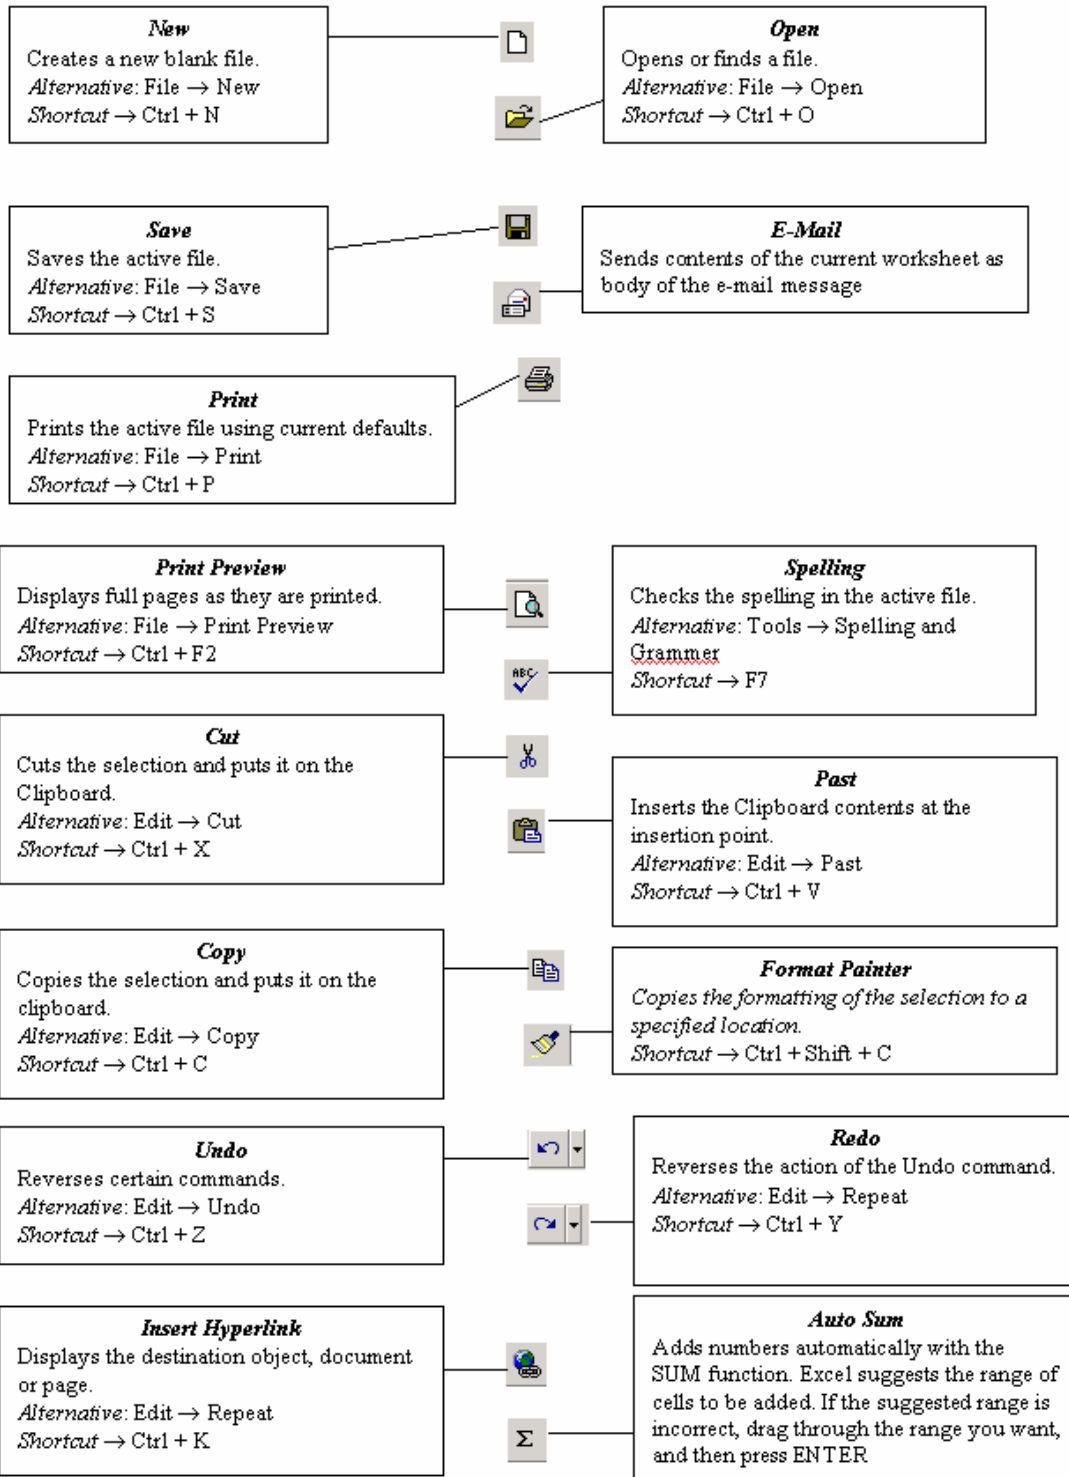 New
Creates a new blank file.
Alternative: File → New
Shortcut → Ctrl + N
Open
Opens or finds a file.
Alternative: File → Open
Shortcut → Ctrl + O
Save
Saves the active file.
Alternative: File → Save
Shortcut → Ctrl + S
E-Mail
Sends contents of the current worksheet as
body of the e-mail message
Print
Prints the active file using current defaults.
Alternative: File → Print
Shortcut → Ctrl + P
Print Preview
Displays full pages as they are printed.
Alternative: File → Print Preview
Shortcut → Ctrl + F2
Spelling
Checks the spelling in the active file.
Alternative: Tools → Spelling and
Grammer
Shortcut → F7
ABC
Cut
Cuts the selection and puts it on the
Clipboard.
Alternative: Edit → Cut
Shortcut → Ctrl + X
Past
Inserts the Clipboard contents at the
insertion point.
Alternative: Edit → Past
Shortcut → Ctrl + V
Copy
Copies the selection and puts it on the
clipboard.
Alternative: Edit → Copy
Shortcut → Ctrl + C
Format Painter
Copies the formatting of the selection to a
specified location.
Shortcut → Ctrl + Shift + C
Undo
Reverses certain commands.
Alternative: Edit → Undo
Shortcut → Ctrl + Z
Redo
Reverses the action of the Undo command.
Alternative: Edit → Repeat
Shortcut → Ctrl + Y
Insert Hyperlink
Displays the destination object, document
or page.
Alternative: Edit → Repeat
Shortcut → Ctrl + K
Σ
Auto Sum
Adds numbers automatically with the
SUM function. Excel suggests the range of
cells to be added. If the suggested range is
incorrect, drag through the range you want,
and then press ENTER